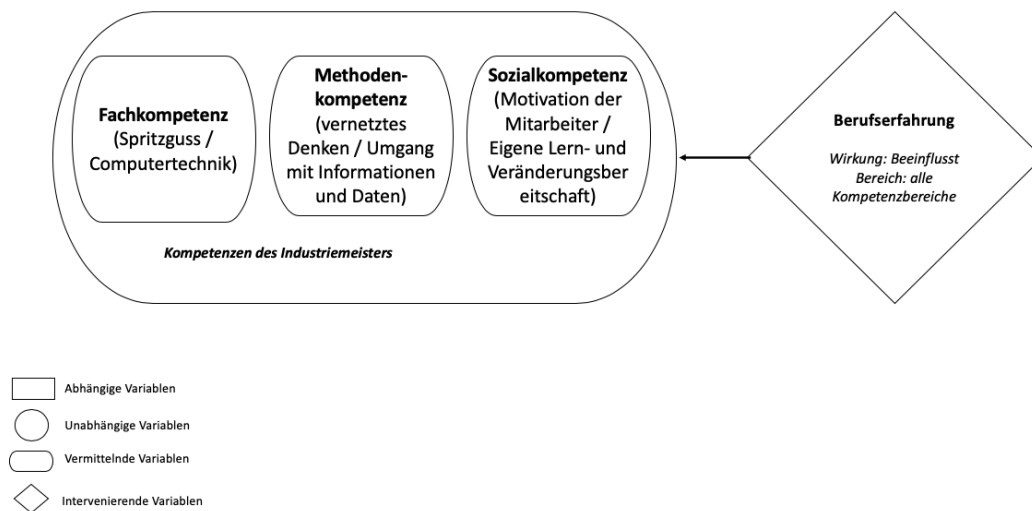 Fachkompetenz
(Spritzguss /
Computertechnik)
Methoden-
kompetenz
(vernetztes
Denken / Umgang
mit Informationen
und Daten)
Sozialkompetenz
(Motivation der
Mitarbeiter /
Eigene Lern- und
Veränderungsber
eitschaft)
Kompetenzen des Industriemeisters
Berufserfahrung
Wirkung: Beeinflusst
Bereich: alle
Kompetenzbereiche
Abhängige Variablen
Unabhängige Variablen
Vermittelnde Variablen
Intervenierende Variablen